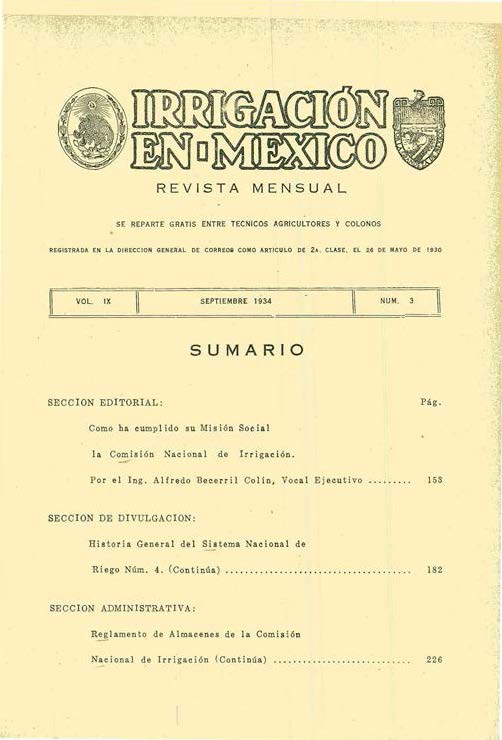 IRRIGACIÓN
EN MEXICO
REVISTA MENSUAL
SE REPARTE GRATIS ENTRE TECNICOS AGRICULTORES Y COLONOS
REGISTRADA EN LA DIRECCION GENERAL DE CORREOS COMO ARTICULO DE 2A. CLASE, EL 26 DE MAYO DE 1930
VOL. IX SEPTIEMBRE 1934 NUM. 3
SUMARIO
SECCION EDITORIAL: Pág.
Como ha cumplido su Misión Social
la Comisión Nacional de Irrigación.
Por el Ing. Alfredo Becerril Colín, Vocal Ejecutivo ......... 153
SECCION DE DIVULGACION:
Historia General del Sistema Nacional de
Riego Núm. 4. (Continúa) ..................................... 182
SECCION ADMINISTRATIVA:
Reglamento de Almacenes de la Comisión
Nacional de Irrigación (Continúa) ........................... 226